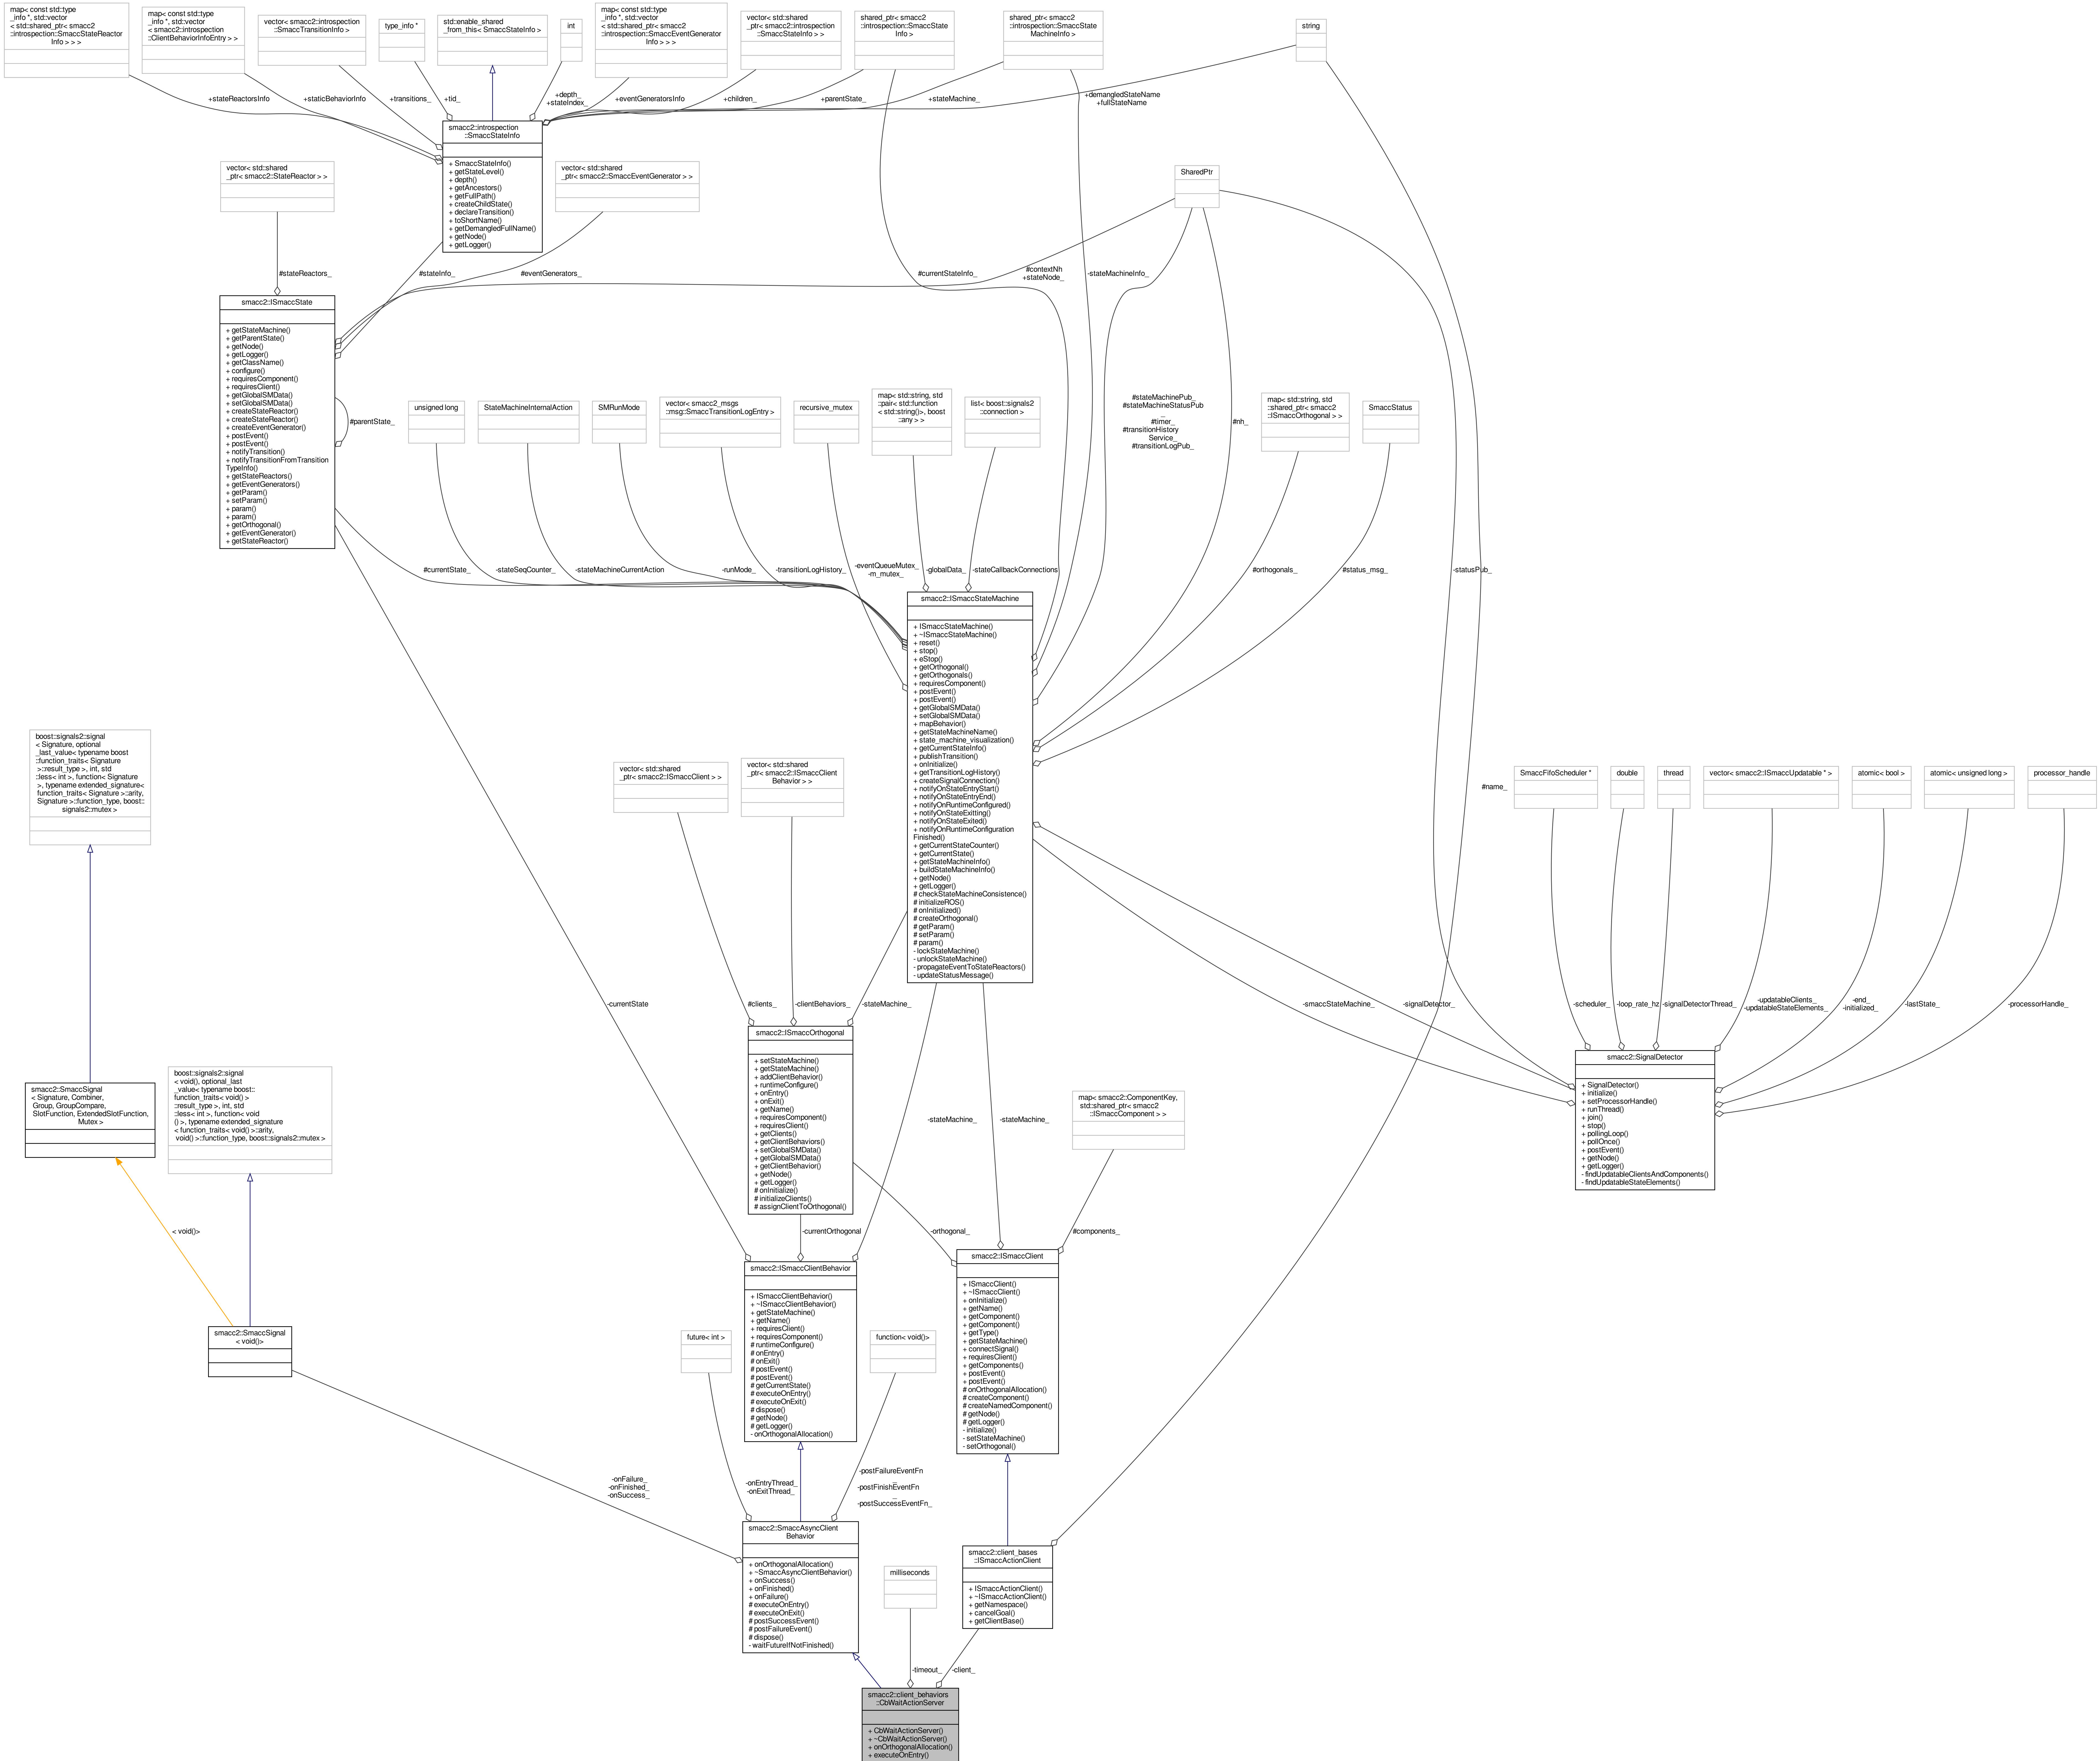 map< const std::type
_info *, std::vector
< std::shared_ptr< smacc2
::introspection::SmaccStateReactor
Info > > >
map< const std::type
_info *, std::vector
< smacc2::introspection
::ClientBehaviorInfoEntry > >
vector< smacc2::introspection
::SmaccTransitionInfo >
type_info *
std::enable_shared
_from_this< SmaccStateInfo >
int
map< const std::type
_info *, std::vector
< std::shared_ptr< smacc2
::introspection::SmaccEventGenerator
Info > > >
vector< std::shared
_ptr< smacc2::introspection
::SmaccStateInfo > >
shared_ptr< smacc2
::introspection::SmaccState
Info >
shared_ptr< smacc2
::introspection::SmaccState
MachineInfo >
string
+stateReactorsInfo
+staticBehaviorInfo
+transitions_
+tid_
+depth_
+stateIndex_
+eventGeneratorsInfo
+children_
+parentState_
+stateMachine_
+demangledStateName
+fullStateName
smacc2::introspection
::SmaccStateInfo
+ SmaccStateInfo()
+ getStateLevel()
+ depth()
+ getAncestors()
+ getFullPath()
+ createChildState()
+ declareTransition()
+ toShortName()
+ getDemangledFullName()
+ getNode()
+ getLogger()
vector< std::shared
_ptr< smacc2::StateReactor > >
vector< std::shared
_ptr< smacc2::SmaccEventGenerator > >
SharedPtr
#stateReactors_
#stateInfo_
#eventGenerators_
#currentStateInfo_
#contextNh
+stateNode_
-stateMachineInfo_
smacc2::ISmaccState
+ getStateMachine()
+ getParentState()
+ getNode()
+ getLogger()
+ getClassName()
+ configure()
+ requiresComponent()
+ requiresClient()
+ getGlobalSMData()
+ setGlobalSMData()
+ createStateReactor()
+ createStateReactor()
+ createEventGenerator()
+ postEvent()
+ postEvent()
+ notifyTransition()
+ notifyTransitionFromTransition
TypeInfo()
+ getStateReactors()
+ getEventGenerators()
+ getParam()
+ setParam()
+ param()
+ param()
+ getOrthogonal()
+ getEventGenerator()
+ getStateReactor()
#parentState_
unsigned long
StateMachineInternalAction
SMRunMode
vector< smacc2_msgs
::msg::SmaccTransitionLogEntry >
recursive_mutex
map< std::string, std
::pair< std::function
< std::string()>, boost
::any > >
list< boost::signals2
::connection >
#stateMachinePub_
#stateMachineStatusPub
_
#timer_
#transitionHistory
Service_
#transitionLogPub_
#nh_
map< std::string, std
::shared_ptr< smacc2
::ISmaccOrthogonal > >
SmaccStatus
#currentState_
-stateSeqCounter_
-stateMachineCurrentAction
-runMode_
-transitionLogHistory_
-eventQueueMutex_
-m_mutex_
-globalData_
-stateCallbackConnections
#orthogonals_
#status_msg_
-statusPub_
smacc2::ISmaccStateMachine
+ ISmaccStateMachine()
+ ~ISmaccStateMachine()
+ reset()
+ stop()
+ eStop()
+ getOrthogonal()
+ getOrthogonals()
+ requiresComponent()
+ postEvent()
+ postEvent()
+ getGlobalSMData()
+ setGlobalSMData()
+ mapBehavior()
+ getStateMachineName()
+ state_machine_visualization()
+ getCurrentStateInfo()
+ publishTransition()
+ onInitialize()
+ getTransitionLogHistory()
+ createSignalConnection()
+ notifyOnStateEntryStart()
+ notifyOnStateEntryEnd()
+ notifyOnRuntimeConfigured()
+ notifyOnStateExitting()
+ notifyOnStateExited()
+ notifyOnRuntimeConfiguration
Finished()
+ getCurrentStateCounter()
+ getCurrentState()
+ getStateMachineInfo()
+ buildStateMachineInfo()
+ getNode()
+ getLogger()
# checkStateMachineConsistence()
# initializeROS()
# onInitialized()
# createOrthogonal()
# getParam()
# setParam()
# param()
- lockStateMachine()
- unlockStateMachine()
- propagateEventToStateReactors()
- updateStatusMessage()
boost::signals2::signal
< Signature, optional
_last_value< typename boost
::function_traits< Signature
>::result_type >, int, std
::less< int >, function< Signature
>, typename extended_signature<
function_traits< Signature >::arity,
Signature >::function_type, boost::
signals2::mutex >
vector< std::shared
_ptr< smacc2::ISmaccClient > >
vector< std::shared
_ptr< smacc2::ISmaccClient
Behavior > >
#name_
SmaccFifoScheduler *
double
thread
vector< smacc2::ISmaccUpdatable * >
atomic< bool >
atomic< unsigned long >
processor_handle
-currentState
#clients_
-clientBehaviors_
-stateMachine_
-smaccStateMachine_
-signalDetector_
-scheduler_
-loop_rate_hz
-signalDetectorThread_
-updatableClients_
-updatableStateElements_
-end_
-initialized_
-lastState_
-processorHandle_
smacc2::ISmaccOrthogonal
+ setStateMachine()
+ getStateMachine()
+ addClientBehavior()
+ runtimeConfigure()
+ onEntry()
+ onExit()
+ getName()
+ requiresComponent()
+ requiresClient()
+ getClients()
+ getClientBehaviors()
+ setGlobalSMData()
+ getGlobalSMData()
+ getClientBehavior()
+ getNode()
+ getLogger()
# onInitialize()
# initializeClients()
# assignClientToOrthogonal()
smacc2::SignalDetector
+ SignalDetector()
+ initialize()
+ setProcessorHandle()
+ runThread()
+ join()
+ stop()
+ pollingLoop()
+ pollOnce()
+ postEvent()
+ getNode()
+ getLogger()
- findUpdatableClientsAndComponents()
- findUpdatableStateElements()
smacc2::SmaccSignal
< Signature, Combiner,
Group, GroupCompare,
SlotFunction, ExtendedSlotFunction,
Mutex >
boost::signals2::signal
< void(), optional_last
_value< typename boost::
function_traits< void() >
::result_type >, int, std
::less< int >, function< void
() >, typename extended_signature
< function_traits< void() >::arity,
void() >::function_type, boost::signals2::mutex >
-stateMachine_
-stateMachine_
map< smacc2::ComponentKey,
std::shared_ptr< smacc2
::ISmaccComponent > >
< void()>
-currentOrthogonal
-orthogonal_
#components_
smacc2::ISmaccClientBehavior
+ ISmaccClientBehavior()
+ ~ISmaccClientBehavior()
+ getStateMachine()
+ getName()
+ requiresClient()
+ requiresComponent()
# runtimeConfigure()
# onEntry()
# onExit()
# postEvent()
# postEvent()
# getCurrentState()
# executeOnEntry()
# executeOnExit()
# dispose()
# getNode()
# getLogger()
- onOrthogonalAllocation()
smacc2::ISmaccClient
+ ISmaccClient()
+ ~ISmaccClient()
+ onInitialize()
+ getName()
+ getComponent()
+ getComponent()
+ getType()
+ getStateMachine()
+ connectSignal()
+ requiresClient()
+ getComponents()
+ postEvent()
+ postEvent()
# onOrthogonalAllocation()
# createComponent()
# createNamedComponent()
# getNode()
# getLogger()
- initialize()
- setStateMachine()
- setOrthogonal()
smacc2::SmaccSignal
< void()>
future< int >
function< void()>
-onFailure_
-onFinished_
-onSuccess_
-onEntryThread_
-onExitThread_
-postFailureEventFn
_
-postFinishEventFn
_
-postSuccessEventFn_
smacc2::SmaccAsyncClient
Behavior
+ onOrthogonalAllocation()
+ ~SmaccAsyncClientBehavior()
+ onSuccess()
+ onFinished()
+ onFailure()
# executeOnEntry()
# executeOnExit()
# postSuccessEvent()
# postFailureEvent()
# dispose()
- waitFutureIfNotFinished()
milliseconds
smacc2::client_bases
::ISmaccActionClient
+ ISmaccActionClient()
+ ~ISmaccActionClient()
+ getNamespace()
+ cancelGoal()
+ getClientBase()
-timeout_
-client_
smacc2::client_behaviors
::CbWaitActionServer
+ CbWaitActionServer()
+ ~CbWaitActionServer()
+ onOrthogonalAllocation()
+ executeOnEntry()